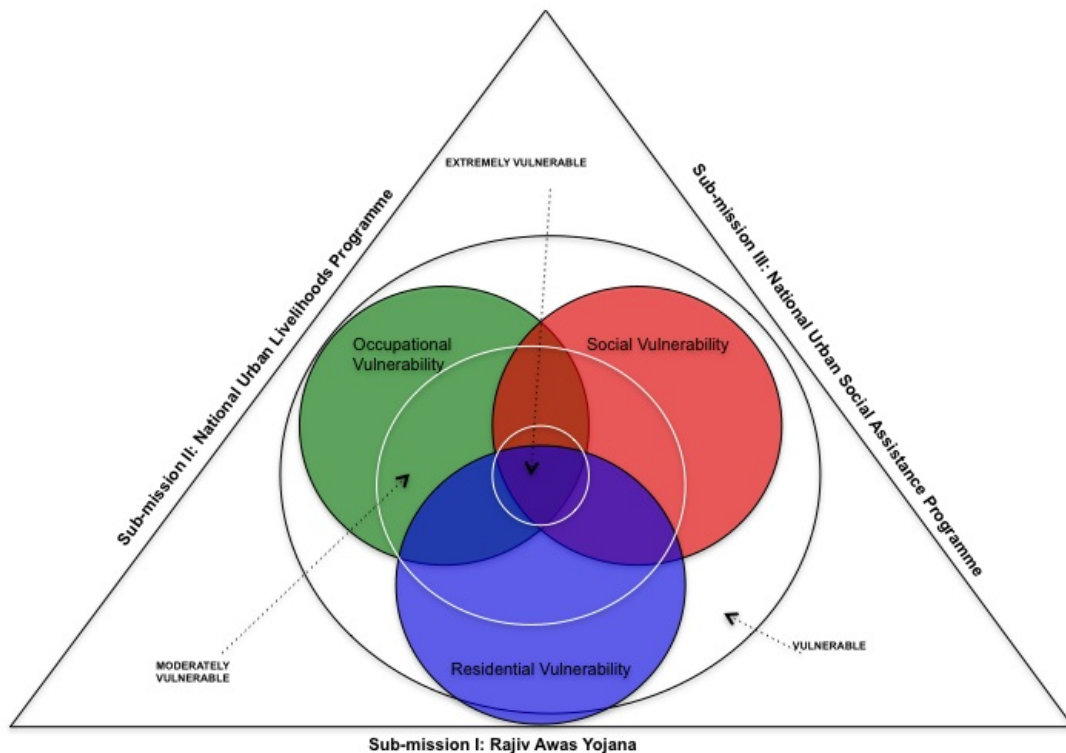 EXTREMELY VULNERABLE
Sub-mission II: National Urban Livelihoods Programme
Sub-mission III: National Urban Social Assistance Programme
Occupational
Vulnerability
Social Vulnerability
Residential Vulnerability
MODERATELY
VULNERABLE
VULNERABLE
Sub-mission I: Rajiv Awas Yojana